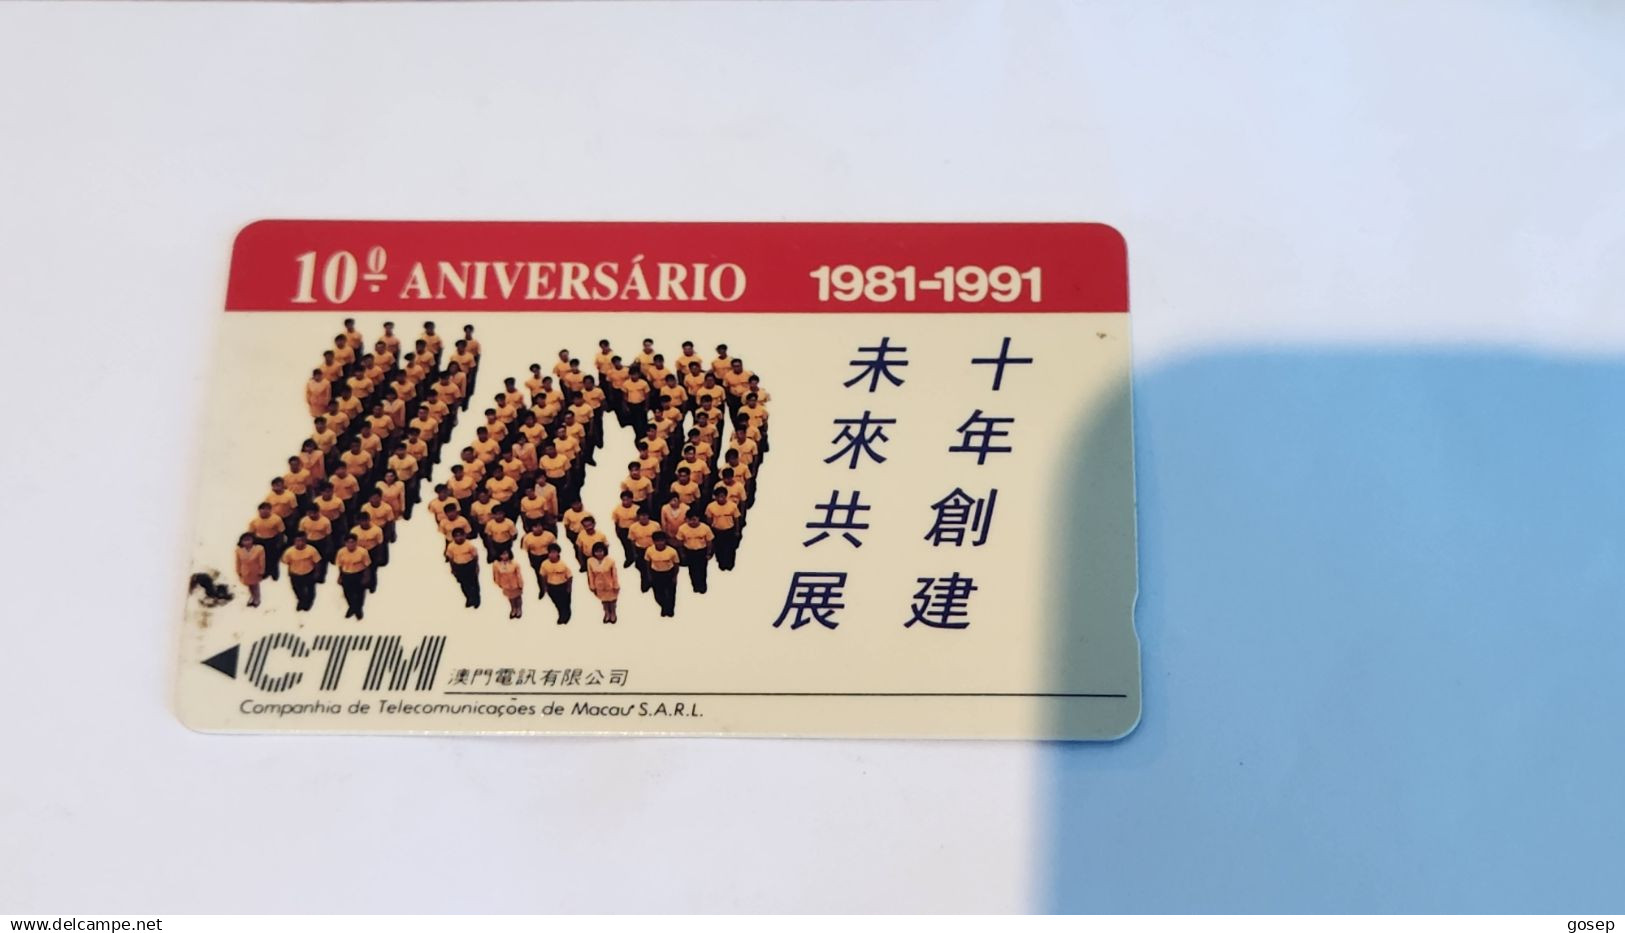 10º ANIVERSÁRIO 1981-1991
十年創建
未來共展
CTM 澳門電訊有限公司
Companhia de Telecomunicações de Macau S.A.R.L.
www.delcampe.net
gosep